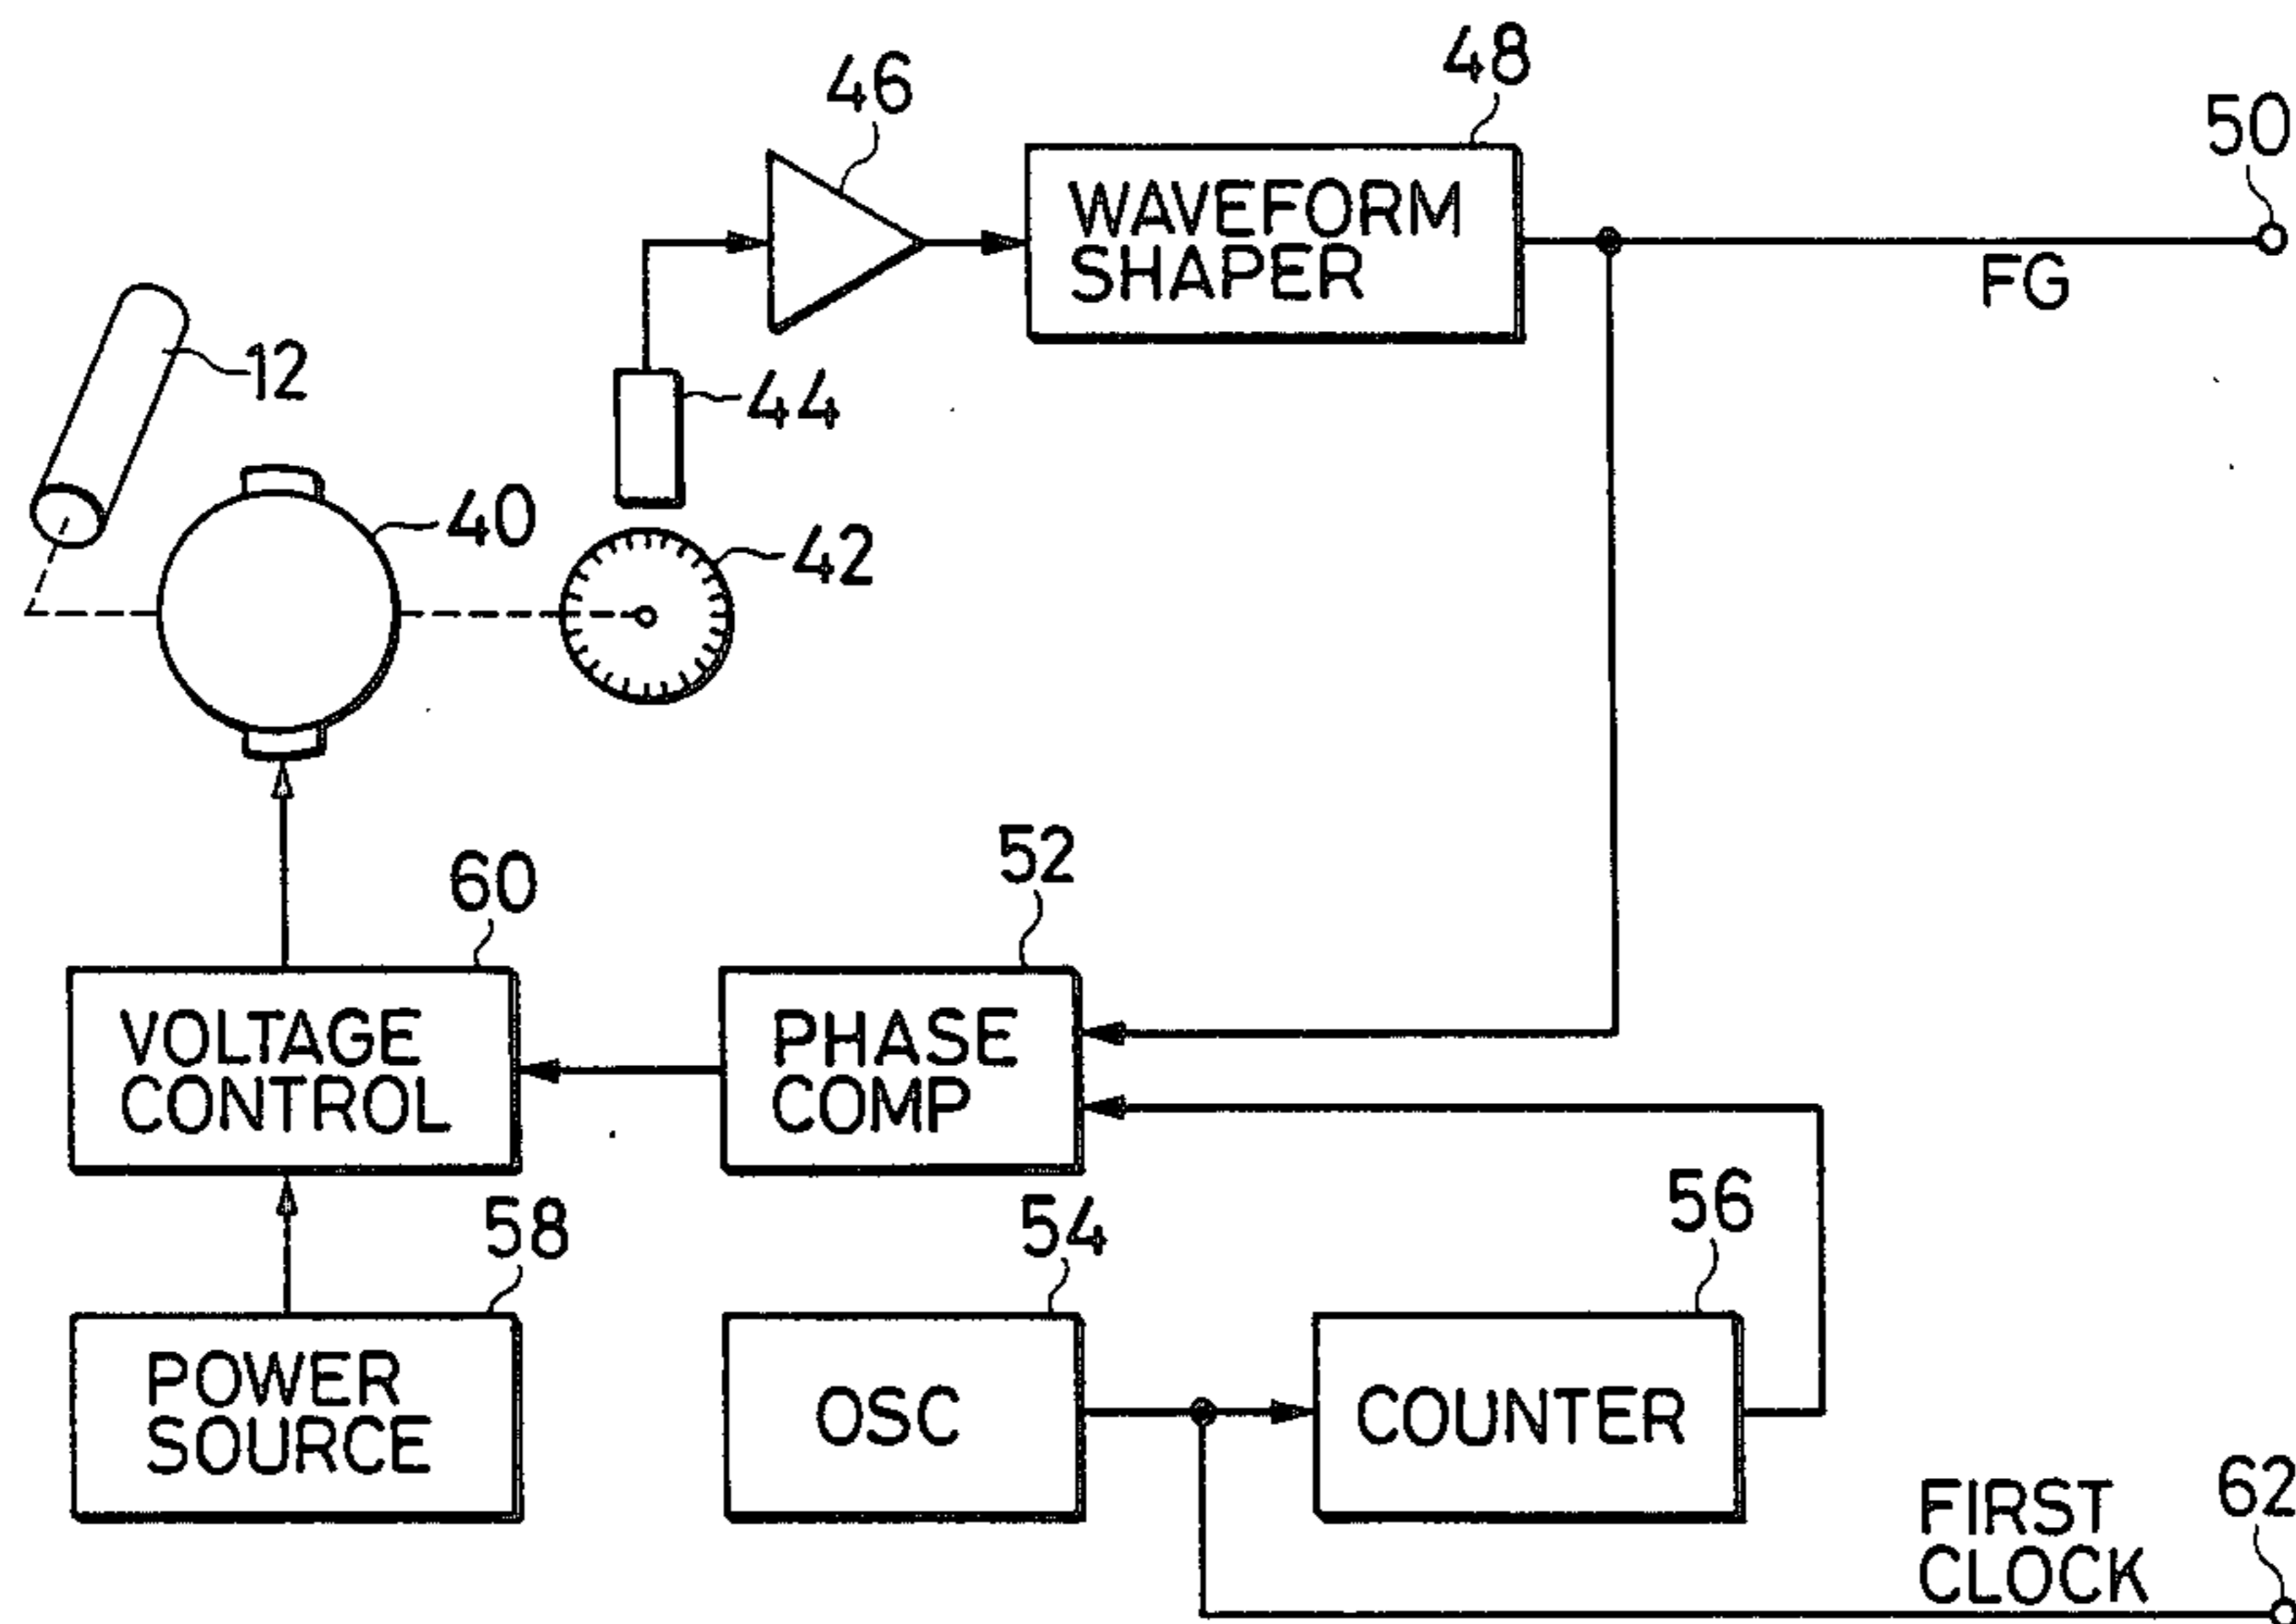 46
48
50
WAVEFORM
SHAPER
FG
12
44
40
42
60
52
VOLTAGE
CONTROL
PHASE
COMP
58
54
56
POWER
SOURCE
OSC
COUNTER
FIRST
CLOCK
62